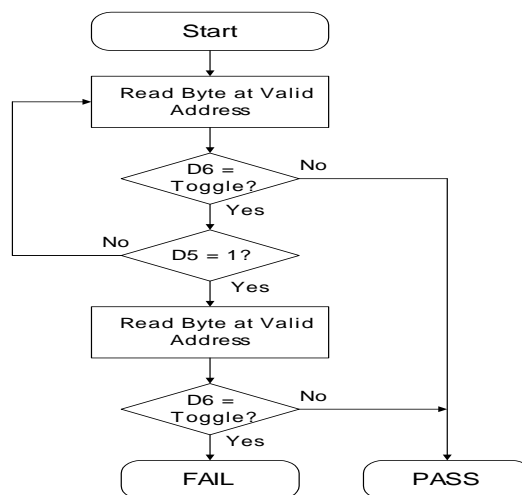 Start
Read Byte at Valid
Address
D6 =
Toggle?
No
Yes
No
D5 = 1?
Yes
Read Byte at Valid
Address
D6 =
Toggle?
No
Yes
FAIL
PASS